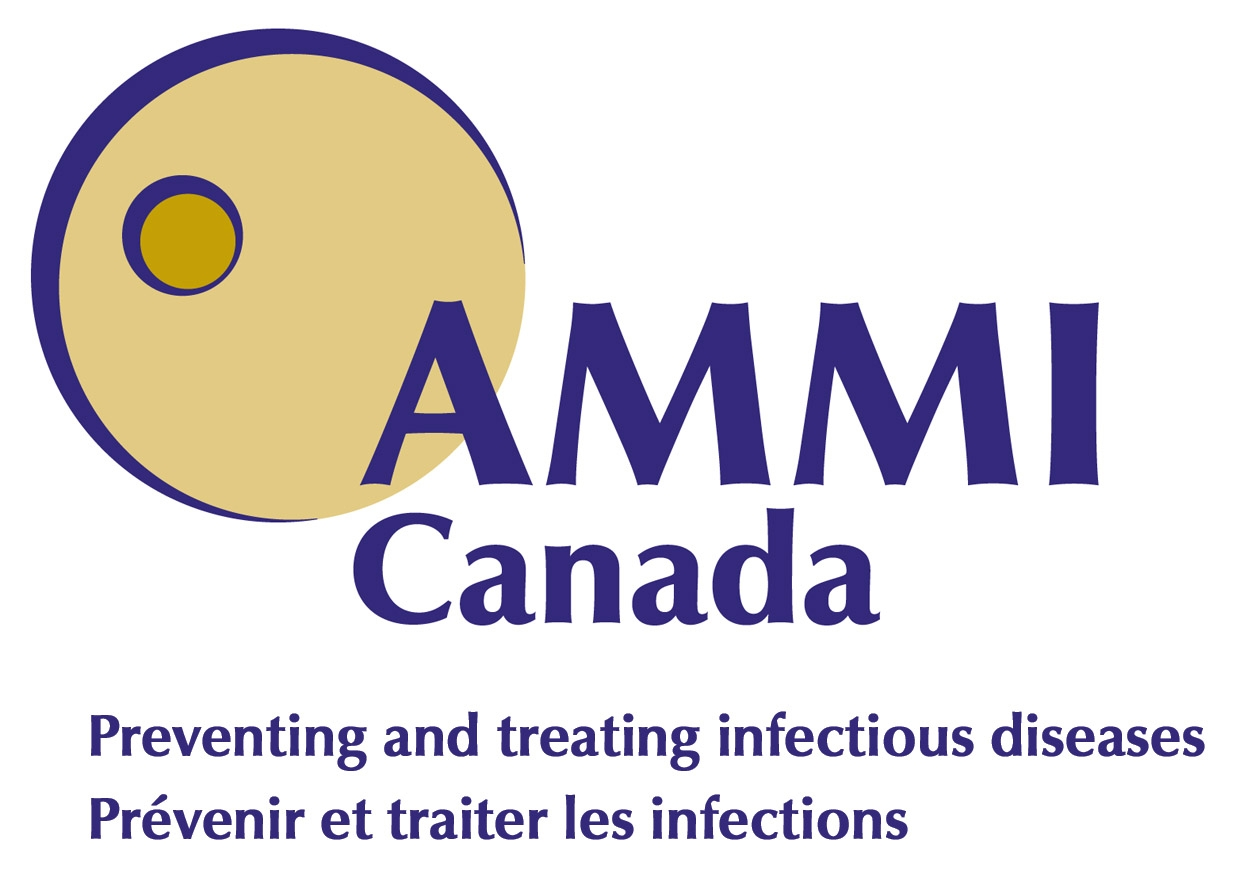 AMMI
Canada
Preventing and treating infectious diseases
Prévenir et traiter les infections